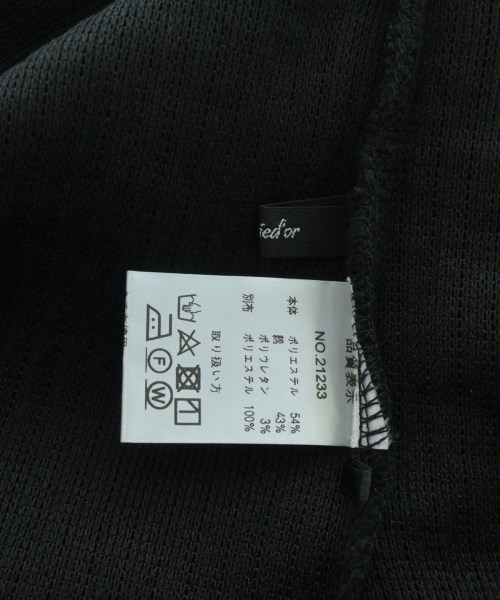 fied'or
品質表示
NO.21233
本体 ポリエステル 54%
綿 43%
ポリウレタン 3%
別布 ポリエステル 100%
取り扱い方
F
W